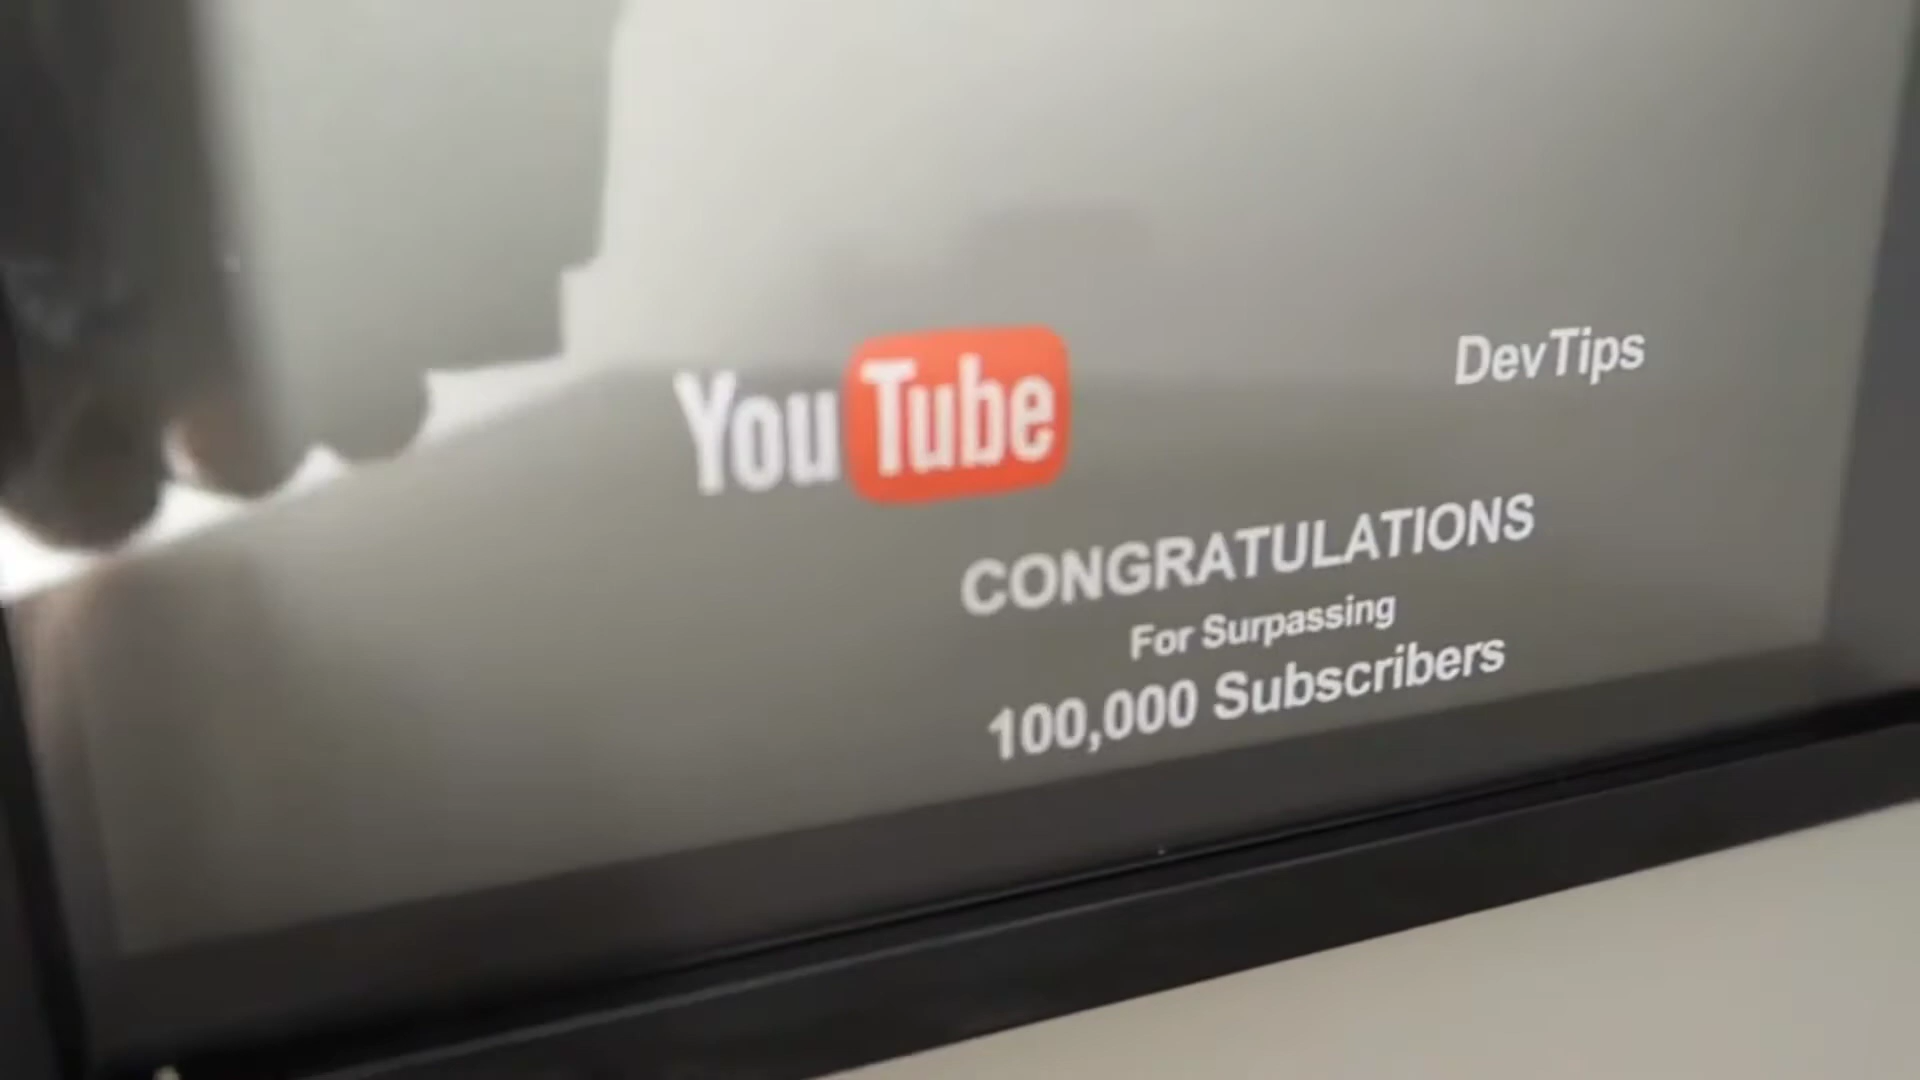 DevTips
YouTube
CONGRATULATIONS
For Surpassing
100,000 Subscribers